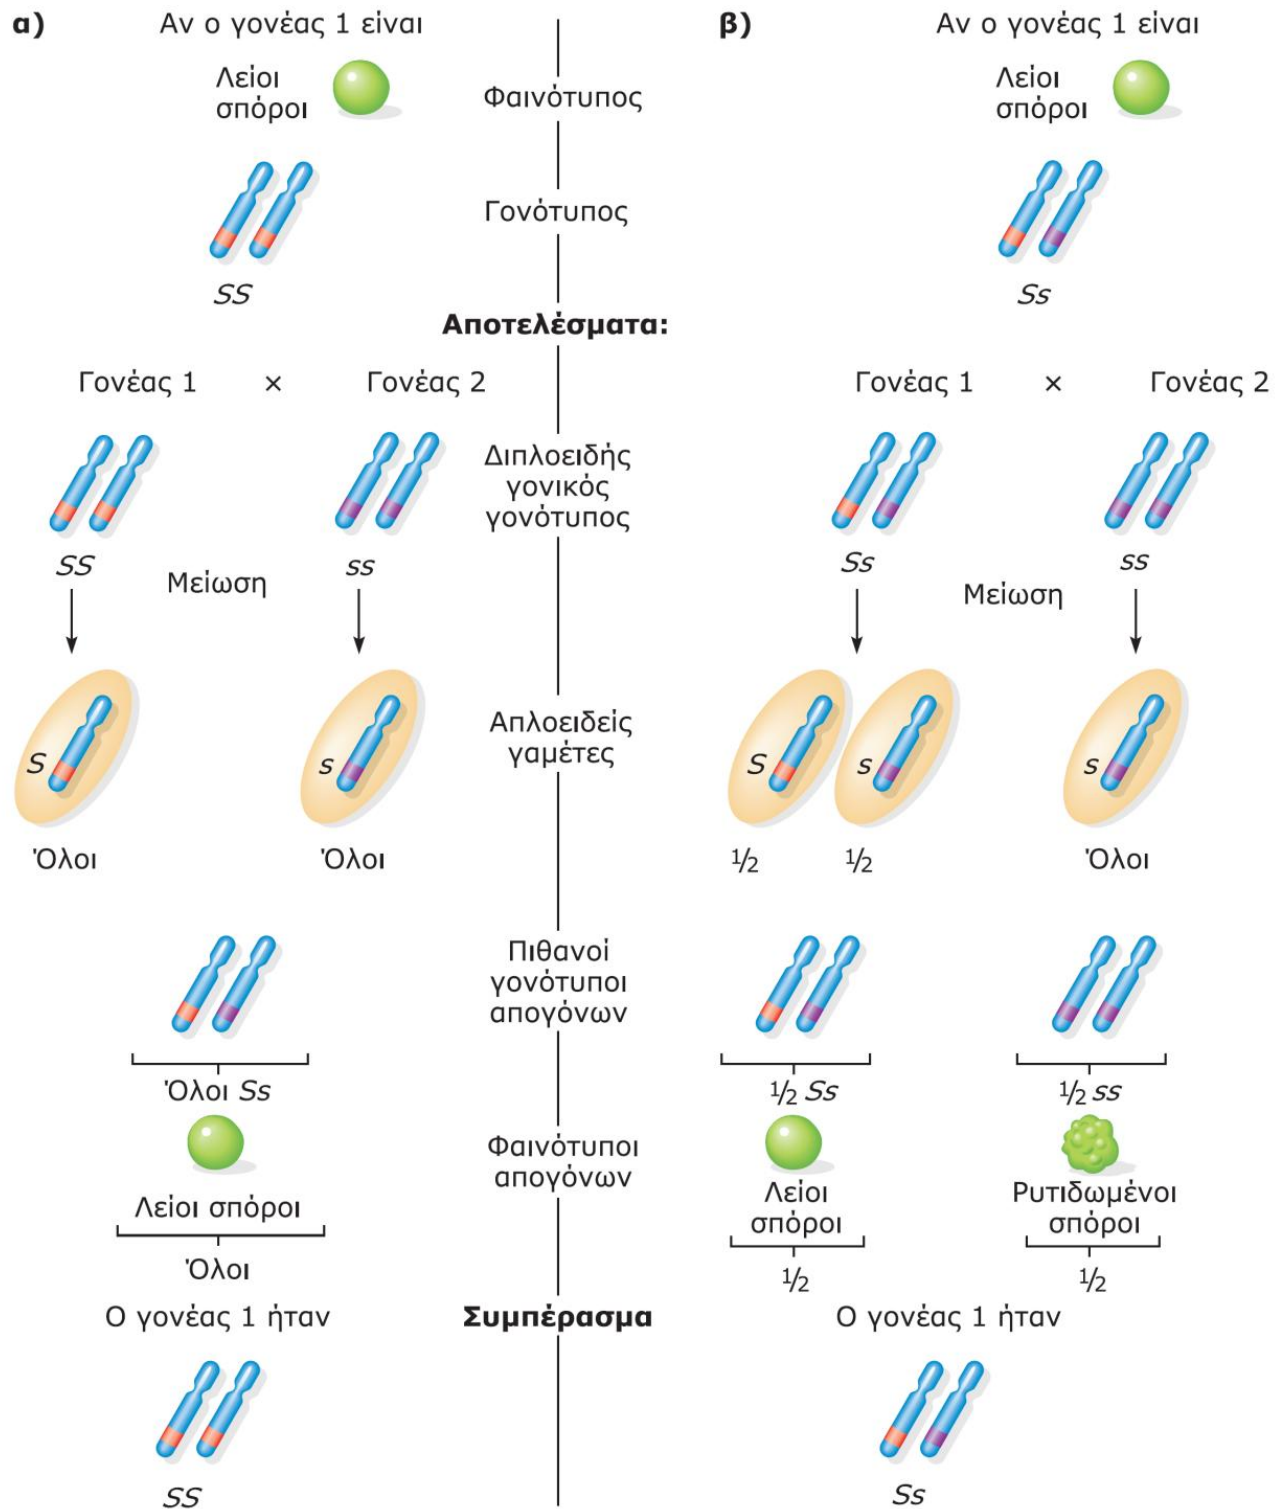 α)
Αν ο γονέας 1 είναι
Λείοι
σπόροι
SS
β)
Αν ο γονέας 1 είναι
Λείοι
σπόροι
Ss
Φαινότυπος
Γονότυπος
Αποτελέσματα:
Γονέας 1 × Γονέας 2
SS
ss
Μείωση
S
s
Όλοι
Όλοι
Διπλοειδής
γονικός
γονότυπος
Απλοειδείς
γαμέτες
Γονέας 1 × Γονέας 2
Ss
ss
Μείωση
S
s
s
½
½
Όλοι
Όλοι Ss
Λείοι σπόροι
Όλοι
Πιθανοί
γονότυποι
απογόνων
Φαινότυποι
απογόνων
½ Ss
½ ss
Λείοι
σπόροι
½
Ρυτιδωμένοι
σπόροι
½
Ο γονέας 1 ήταν
SS
Συμπέρασμα
Ο γονέας 1 ήταν
Ss